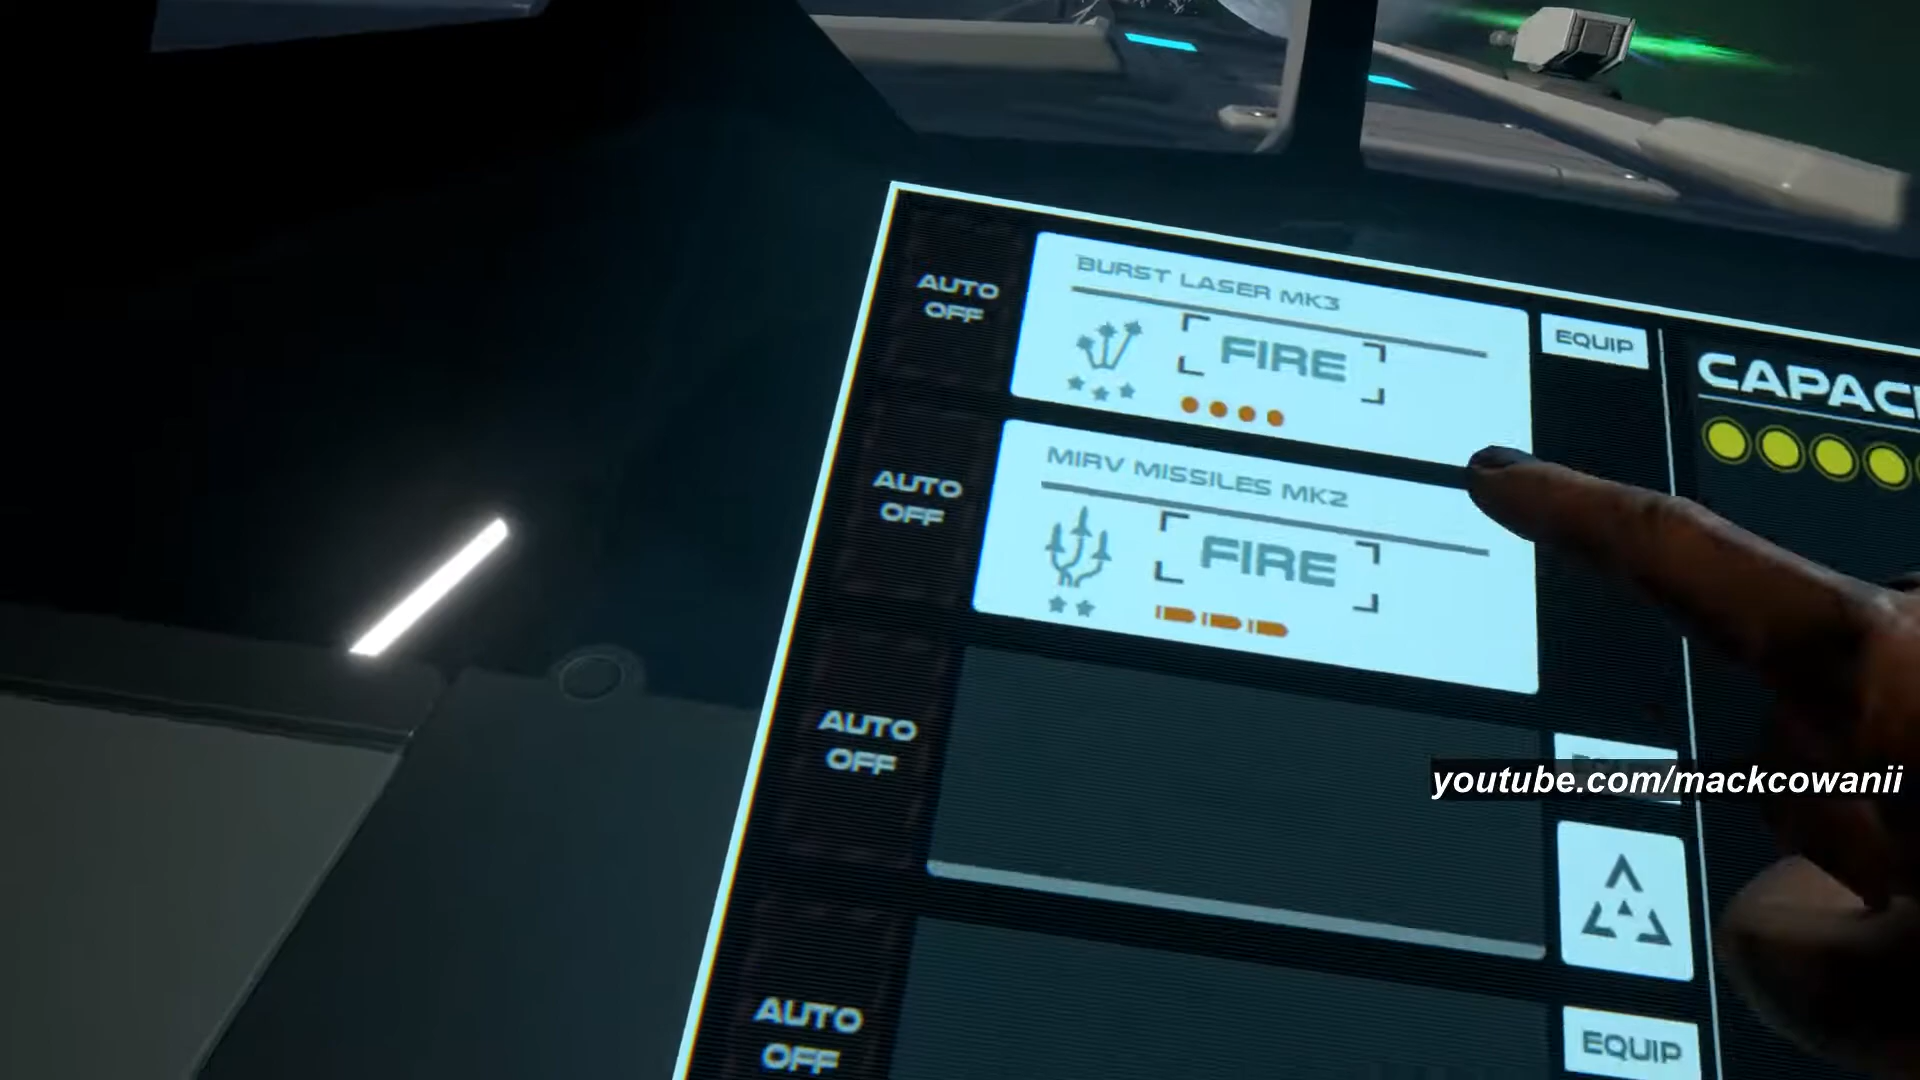 BURST LASER MK3
AUTO
OFF
FIRE
EQUIP
MIRV MISSILES MK2
AUTO
OFF
FIRE
AUTO
OFF
AUTO
OFF
EQUIP
youtube.com/mackcowanii